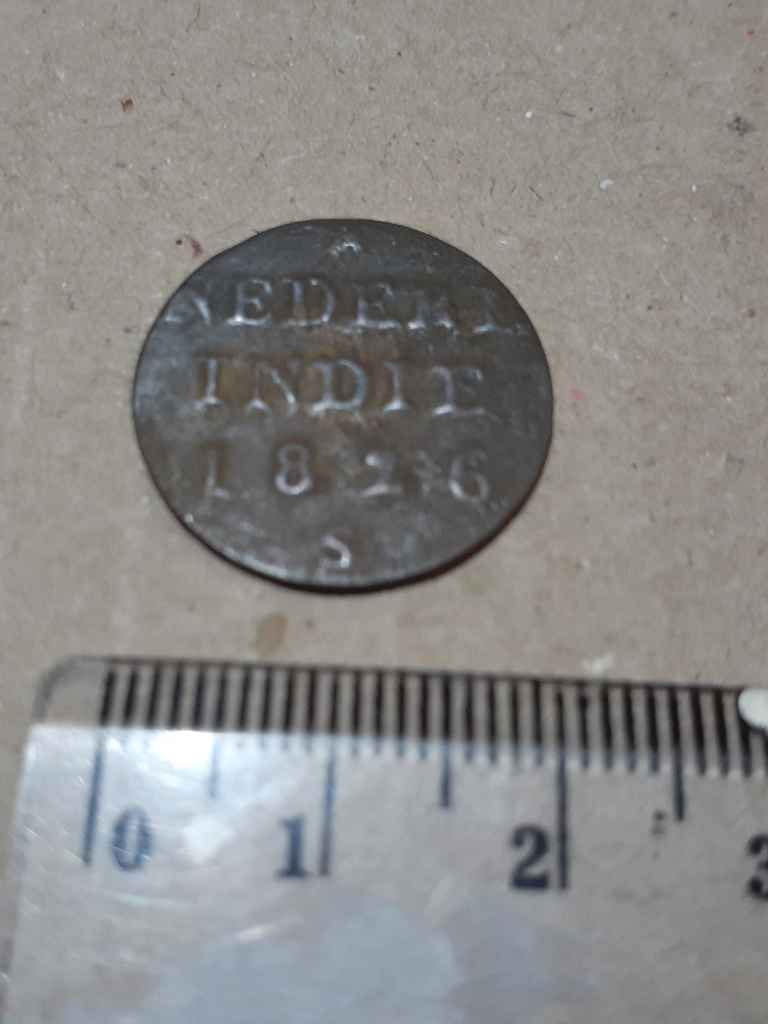 NEDERL
INDIE
1826
S
0 1 2 3